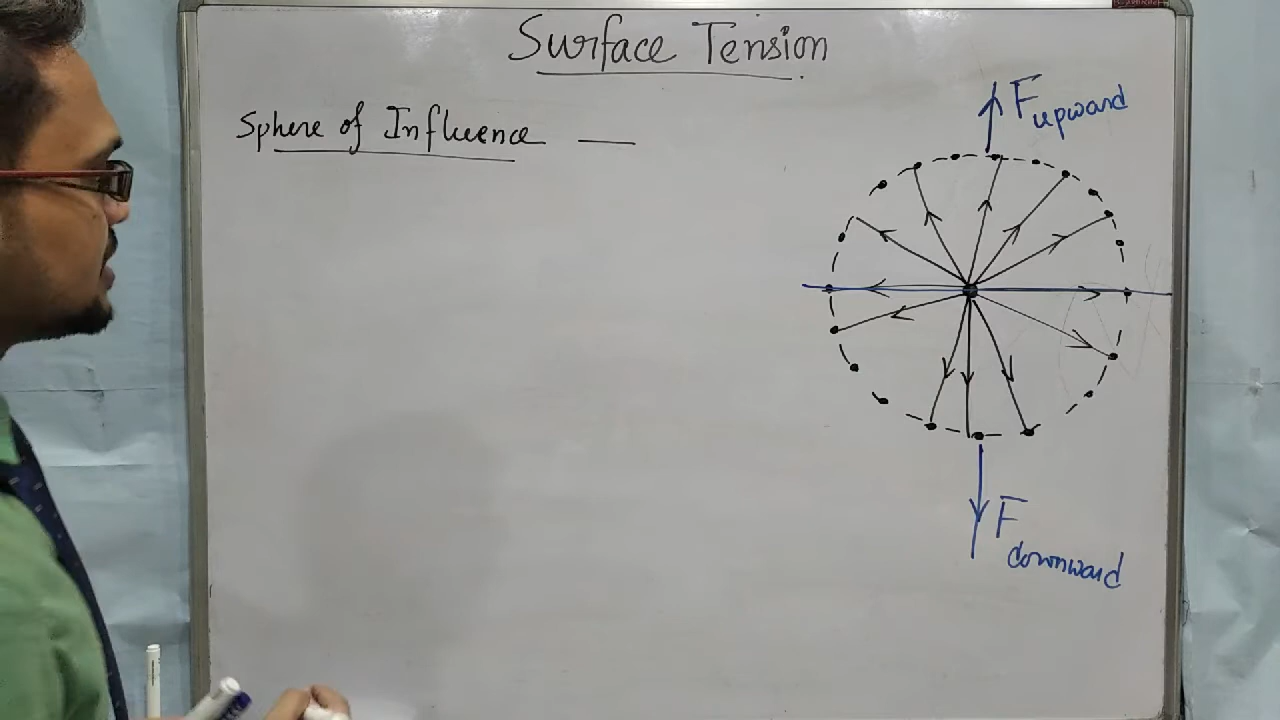 Surface Tension
Sphere of Influence —
F upward
F downward